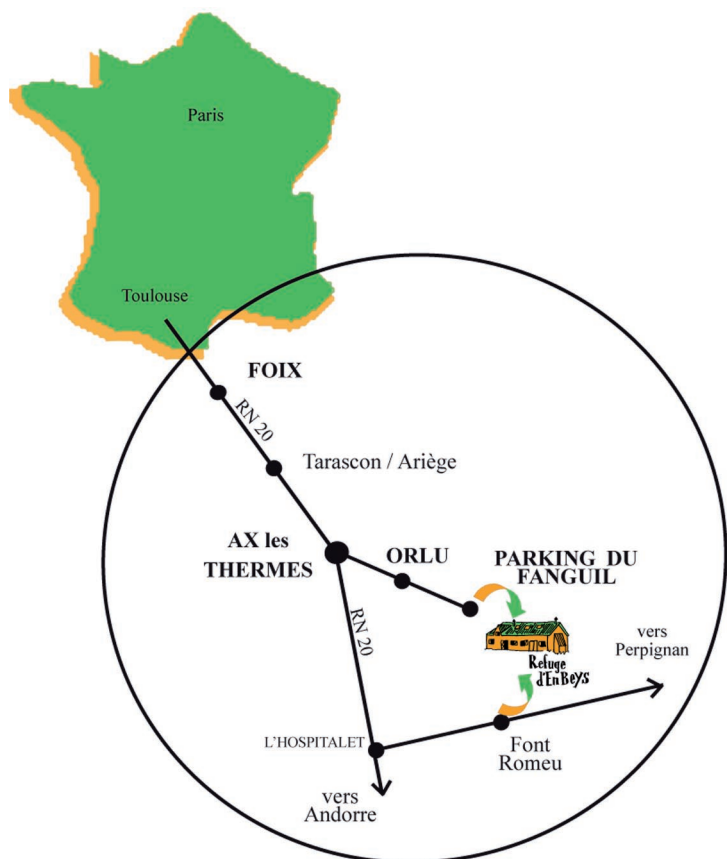 Paris
Toulouse
FOIX
RN 20
Tarascon / Ariège
AX les
THERMES
ORLU
PARKING DU
FANGUIL
RN 20
vers
Perpignan
Refuge
d'En Beys
L'HOSPITALET
Font
Romeu
vers
Andorre